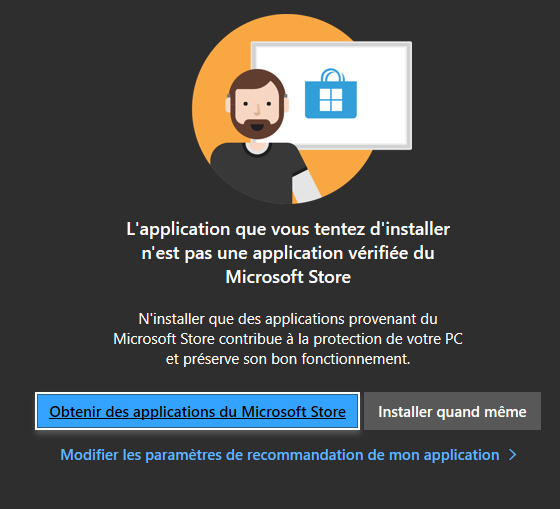 L'application que vous tentez d'installer
n'est pas une application vérifiée du
Microsoft Store
N'installer que des applications provenant du
Microsoft Store contribue à la protection de votre PC
et préserve son bon fonctionnement.
Obtenir des applications du Microsoft Store
Installer quand même
Modifier les paramètres de recommandation de mon application